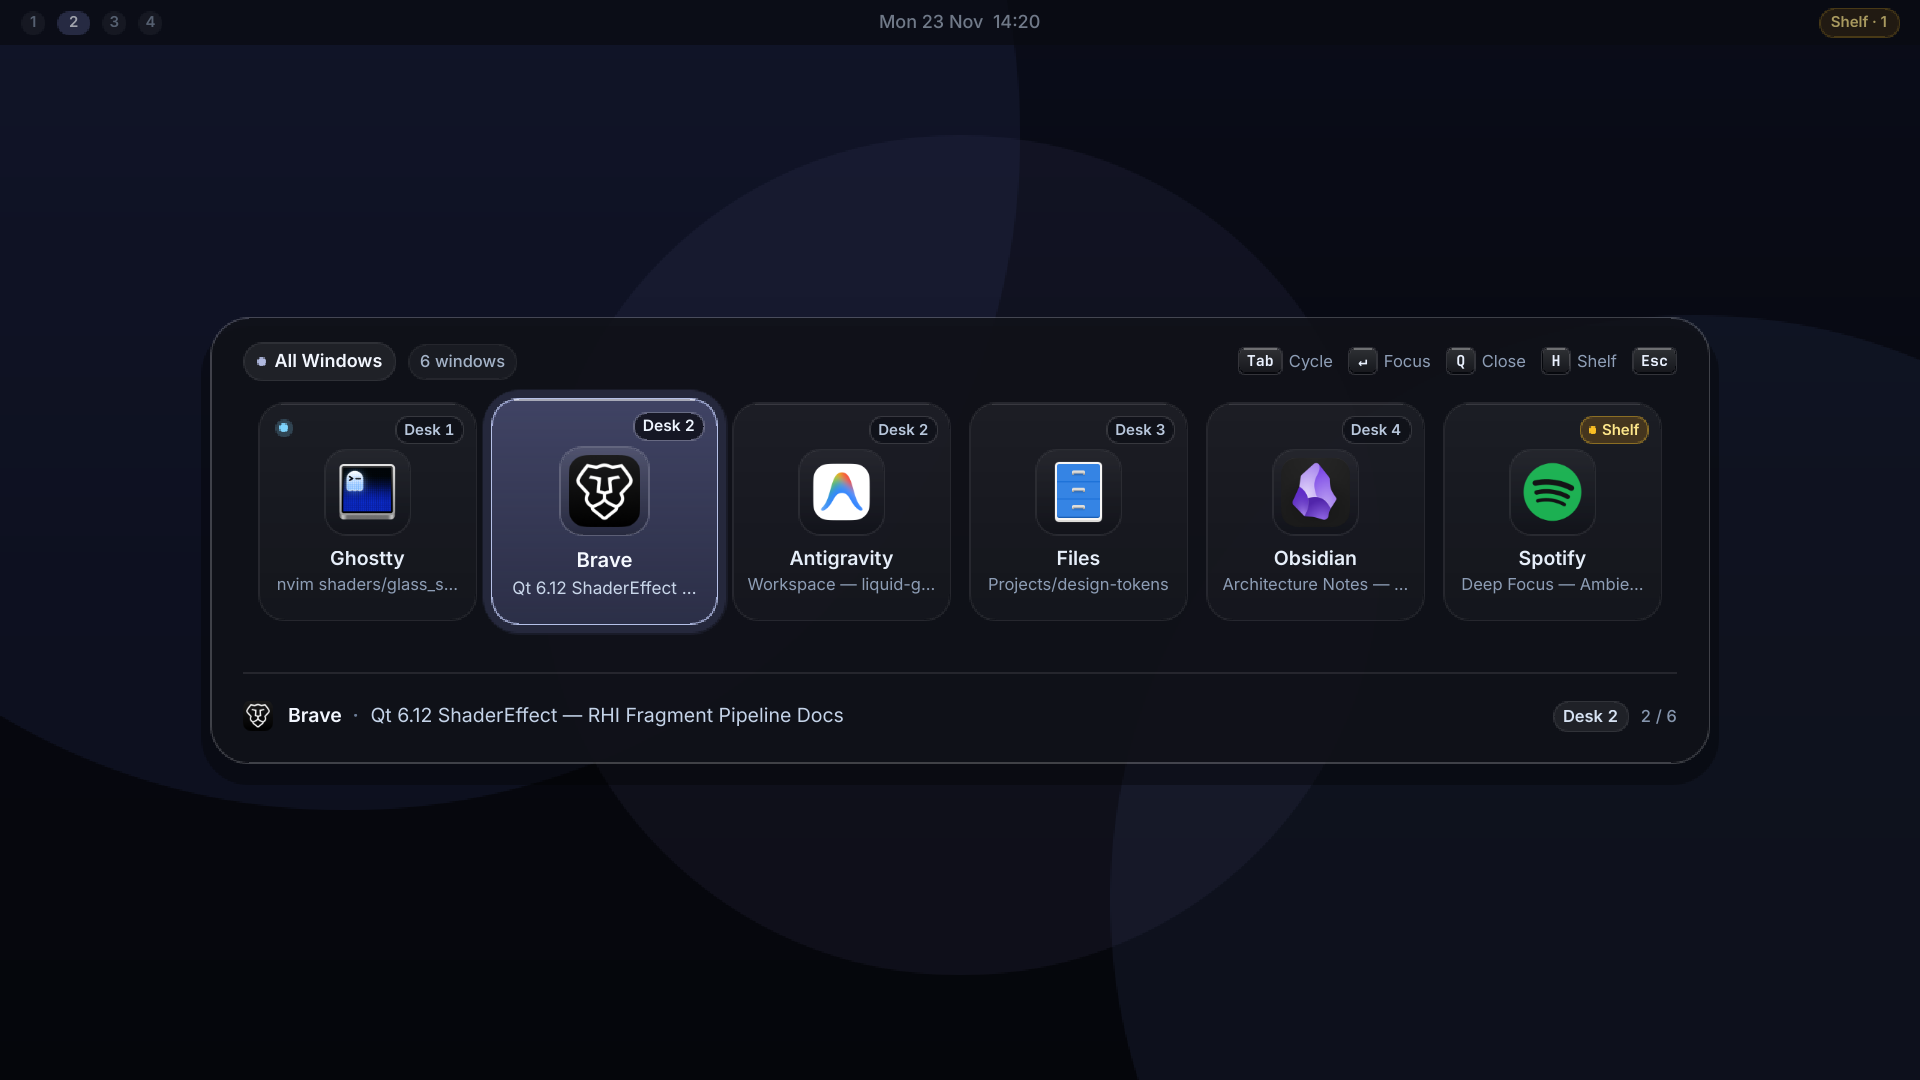 1 2 3 4
Mon 23 Nov 14:20
Shelf · 1
All Windows
6 windows
Tab Cycle ↵ Focus Q Close H Shelf Esc
Desk 1
Ghostty
nvim shaders/glass_s...
Desk 2
Brave
Qt 6.12 ShaderEffect ...
Desk 2
Antigravity
Workspace — liquid-g...
Desk 3
Files
Projects/design-tokens
Desk 4
Obsidian
Architecture Notes — ...
Shelf
Spotify
Deep Focus — Ambie...
Brave · Qt 6.12 ShaderEffect — RHI Fragment Pipeline Docs
Desk 2 2 / 6